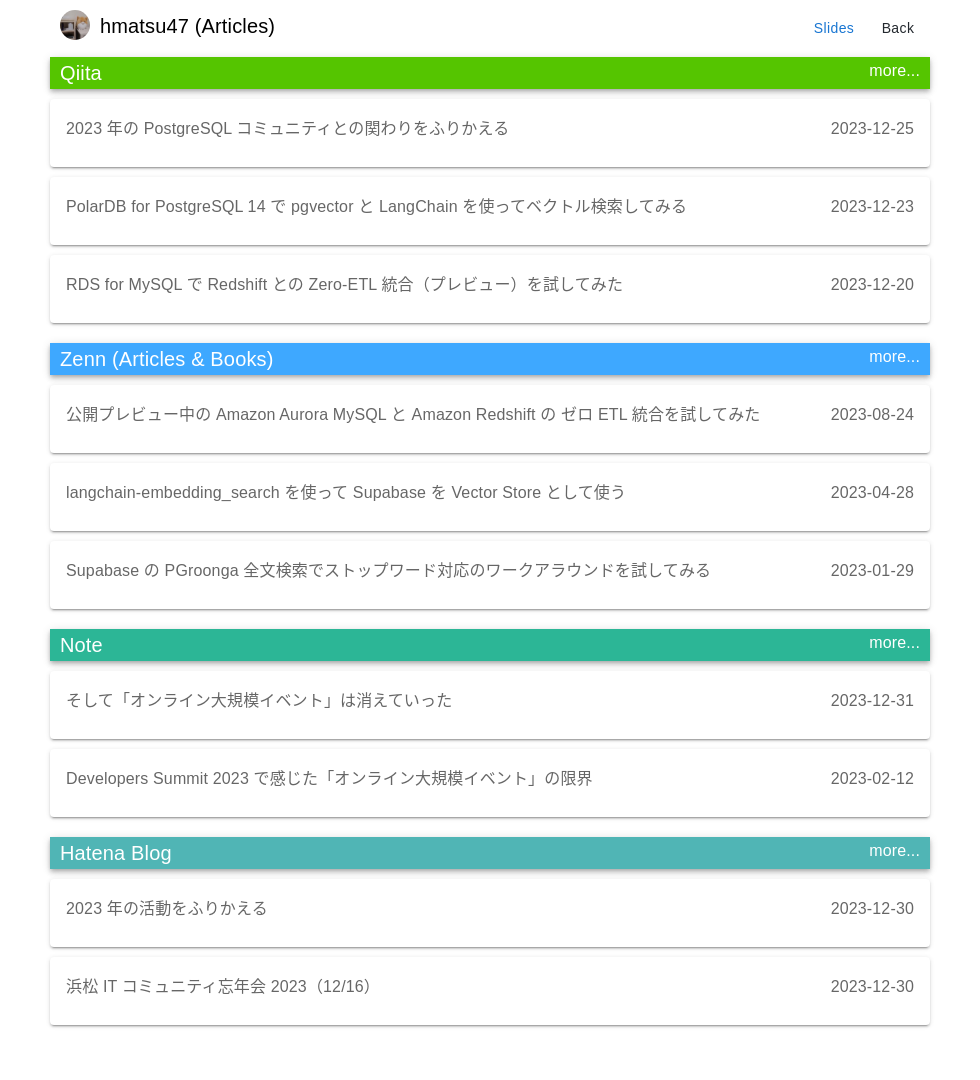 hmatsu47 (Articles)
Slides Back
Qiita more...
2023 年の PostgreSQL コミュニティとの関わりをふりかえる 2023-12-25
PolarDB for PostgreSQL 14 で pgvector と LangChain を使ってベクトル検索してみる 2023-12-23
RDS for MySQL で Redshift との Zero-ETL 統合（プレビュー）を試してみた 2023-12-20
Zenn (Articles & Books) more...
公開プレビュー中の Amazon Aurora MySQL と Amazon Redshift の ゼロ ETL 統合を試してみた 2023-08-24
langchain-embedding_search を使って Supabase を Vector Store として使う 2023-04-28
Supabase の PGroonga 全文検索でストップワード対応のワークアラウンドを試してみる 2023-01-29
Note more...
そして「オンライン大規模イベント」は消えていった 2023-12-31
Developers Summit 2023 で感じた「オンライン大規模イベント」の限界 2023-02-12
Hatena Blog more...
2023 年の活動をふりかえる 2023-12-30
浜松 IT コミュニティ忘年会 2023（12/16） 2023-12-30